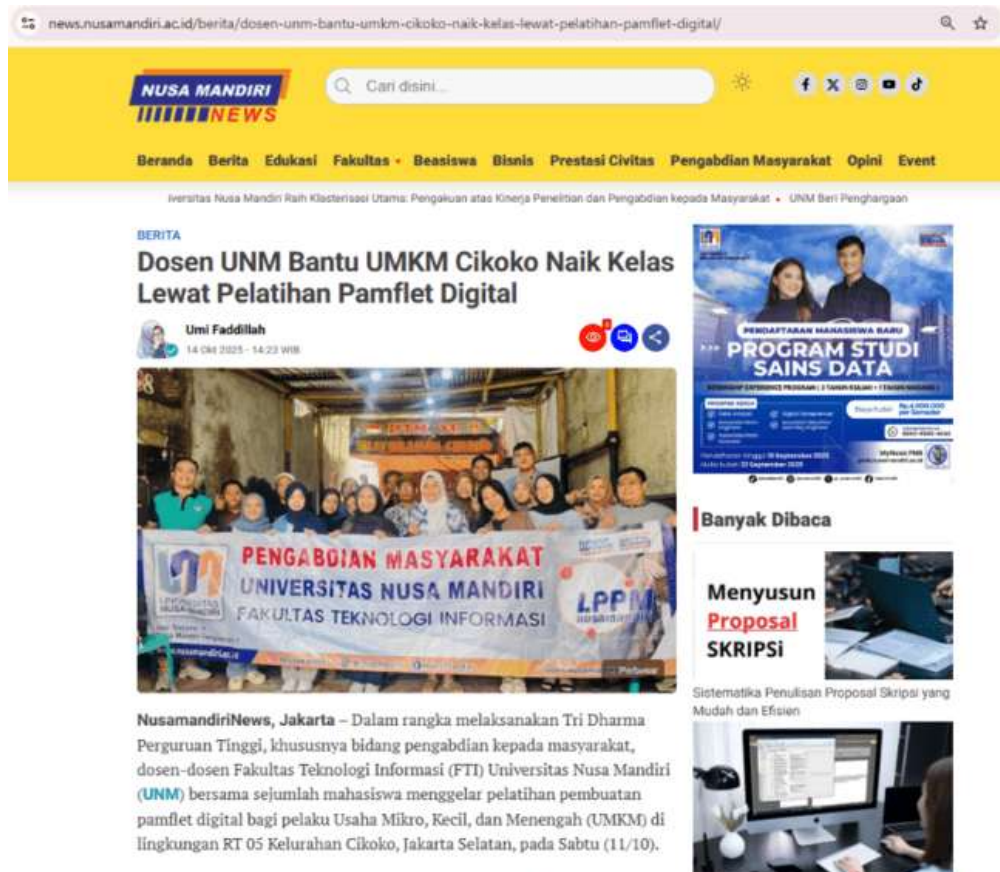 news.nusamandiri.ac.id/berita/dosen-unm-bantu-umkm-cikoko-naik-kelas-lewat-pelatihan-pamflet-digital/
NUSA MANDIRI
NEWS
Cari disini...
Beranda Berita Edukasi Fakultas Beasiswa Bisnis Prestasi Civitas Pengabdian Masyarakat Opini Event
iversitas Nusa Mandiri Raih Klasterisasi Utama: Pengakuan atas Kinerja Penelitian dan Pengabdian kepada Masyarakat • UNM Beri Penghargaan
BERITA
Dosen UNM Bantu UMKM Cikoko Naik Kelas
Lewat Pelatihan Pamflet Digital
Umi Faddillah
14 Okt 2025 - 14:23 WIB
PENGABDIAN MASYARAKAT
UNIVERSITAS NUSA MANDIRI
FAKULTAS TEKNOLOGI INFORMASI
LPPM
UNIVERSITAS
NUSA MANDIRI
NusamandiriNews, Jakarta – Dalam rangka melaksanakan Tri Dharma
Perguruan Tinggi, khususnya bidang pengabdian kepada masyarakat,
dosen-dosen Fakultas Teknologi Informasi (FTI) Universitas Nusa Mandiri
(UNM) bersama sejumlah mahasiswa menggelar pelatihan pembuatan
pamflet digital bagi pelaku Usaha Mikro, Kecil, dan Menengah (UMKM) di
lingkungan RT 05 Kelurahan Cikoko, Jakarta Selatan, pada Sabtu (11/10).
PENDAFTARAN MAHASISWA BARU
PROGRAM STUDI
SAINS DATA
Banyak Dibaca
Menyusun
Proposal
SKRIPSi
Sistematika Penulisan Proposal Skripsi yang
Mudah dan Efisien